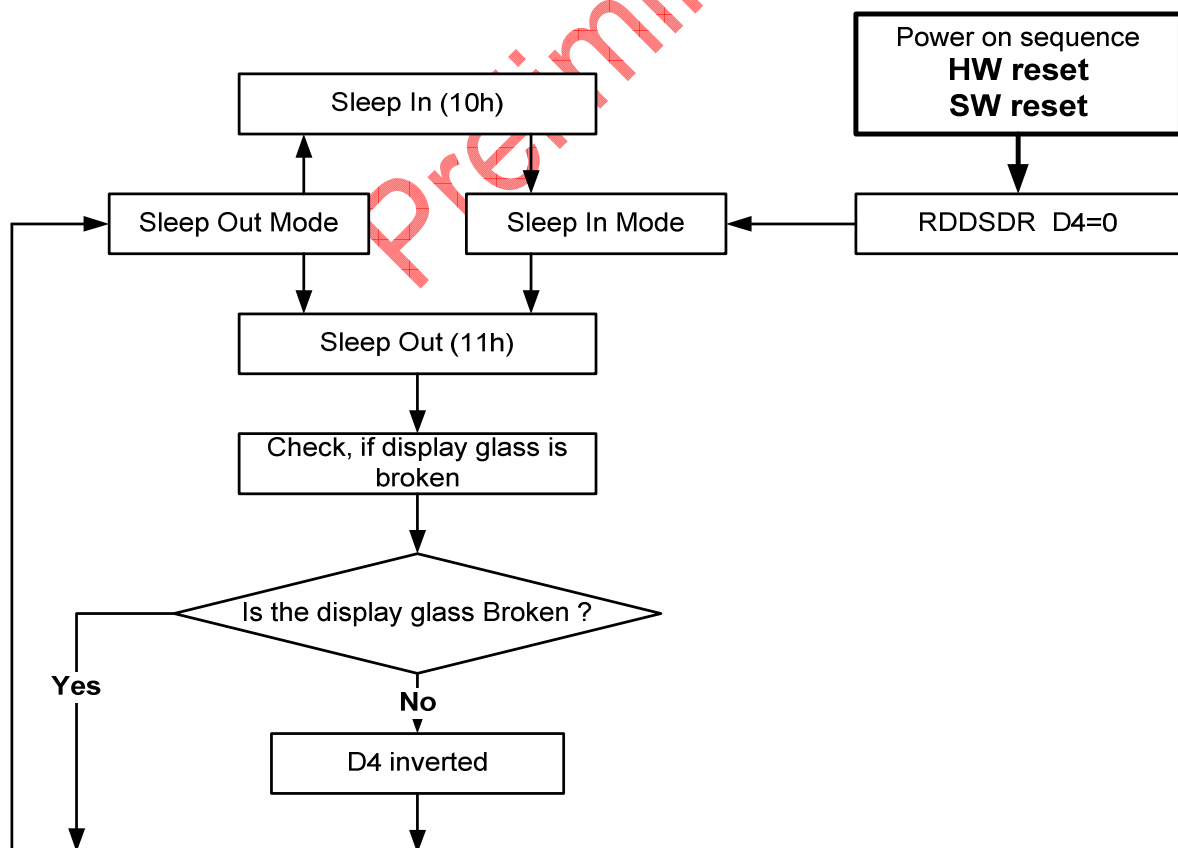 Power on sequence
HW reset
SW reset
Sleep In (10h)
Sleep Out Mode
Sleep In Mode
RDDSDR D4=0
Sleep Out (11h)
Check, if display glass is
broken
Is the display glass Broken ?
Yes
No
D4 inverted